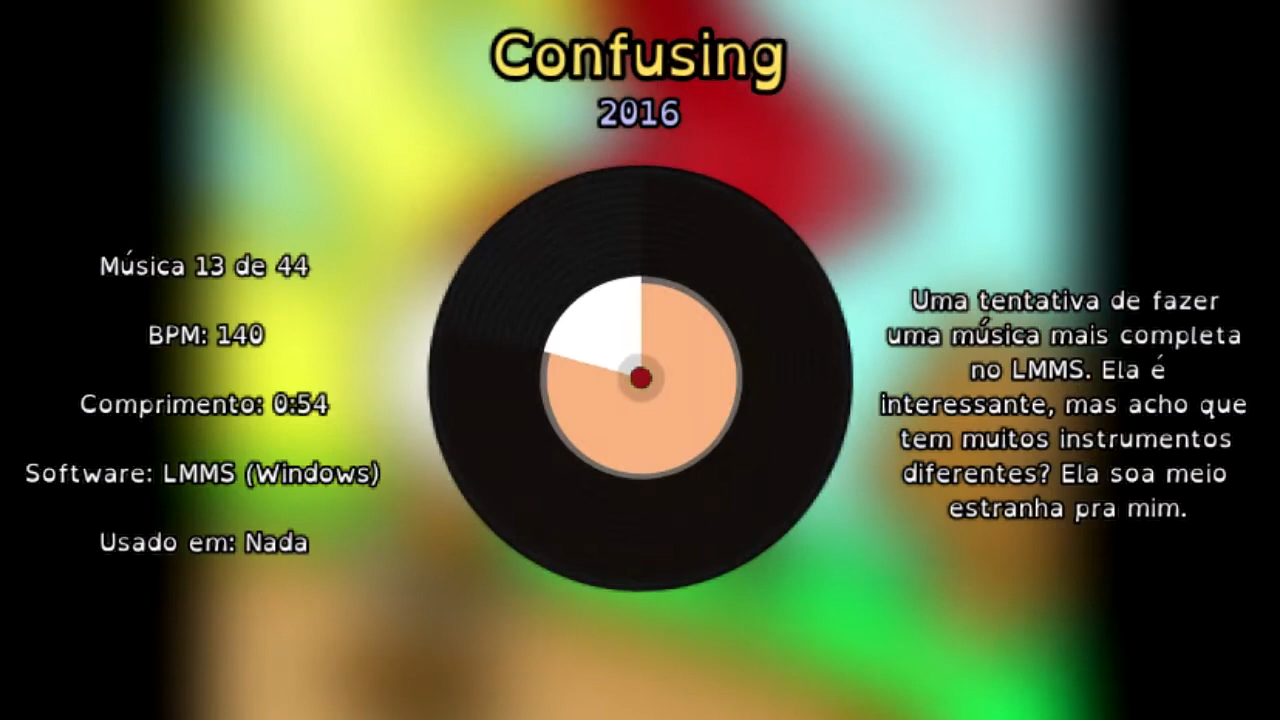 Confusing
2016
Música 13 de 44
BPM: 140
Comprimento: 0:54
Software: LMMS (Windows)
Usado em: Nada
Uma tentativa de fazer
uma música mais completa
no LMMS. Ela é
interessante, mas acho que
tem muitos instrumentos
diferentes? Ela soa meio
estranha pra mim.